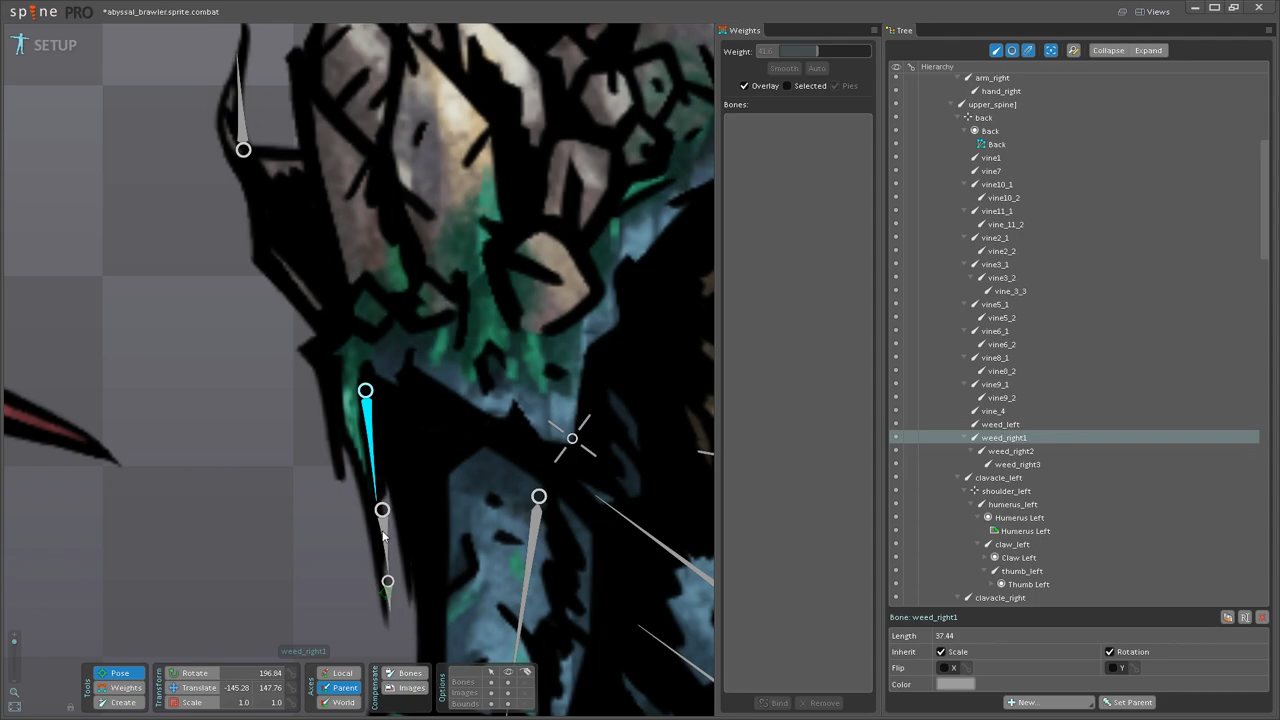 spine PRO *abyssal_brawler.sprite.combat Views
SETUP
Weights
Weight: 41.6
Smooth Auto
Overlay Selected Pies
Bones:
Bind Remove
Tree
Collapse Expand
Hierarchy
arm_right
hand_right
upper_spine]
back
Back
Back
vine1
vine7
vine10_1
vine10_2
vine11_1
vine_11_2
vine2_1
vine2_2
vine3_1
vine3_2
vine_3_3
vine5_1
vine5_2
vine6_1
vine6_2
vine8_1
vine8_2
vine9_1
vine9_2
vine_4
weed_left
weed_right1
weed_right2
weed_right3
clavacle_left
shoulder_left
humerus_left
Humerus Left
Humerus Left
claw_left
Claw Left
thumb_left
Thumb Left
clavacle_right
Bone: weed_right1
Length 37.44
Inherit Scale Rotation
Flip X Y
Color
New... Set Parent
weed_right1
Tools
Pose
Weights
Create
Transform
Rotate 196.84
Translate -145.28 147.76
Scale 1.0 1.0
Axes
Local
Parent
World
Compensate
Bones
Images
Options
Bones
Images
Bounds